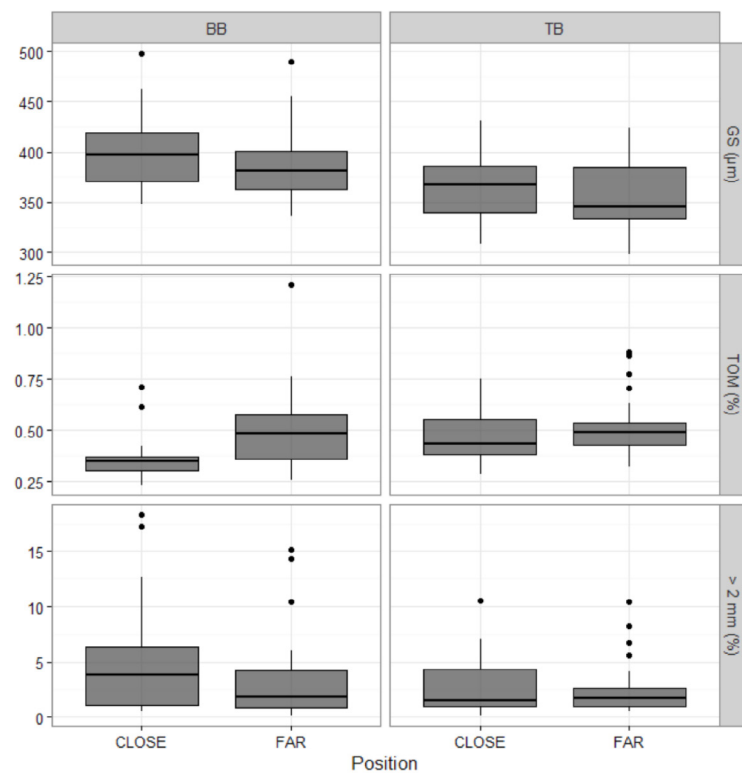 BB
TB
500
450
400
350
300
GS (µm)
1.25
1.00
0.75
0.50
0.25
TOM (%)
15
10
5
0
> 2 mm (%)
CLOSE
FAR
CLOSE
FAR
Position